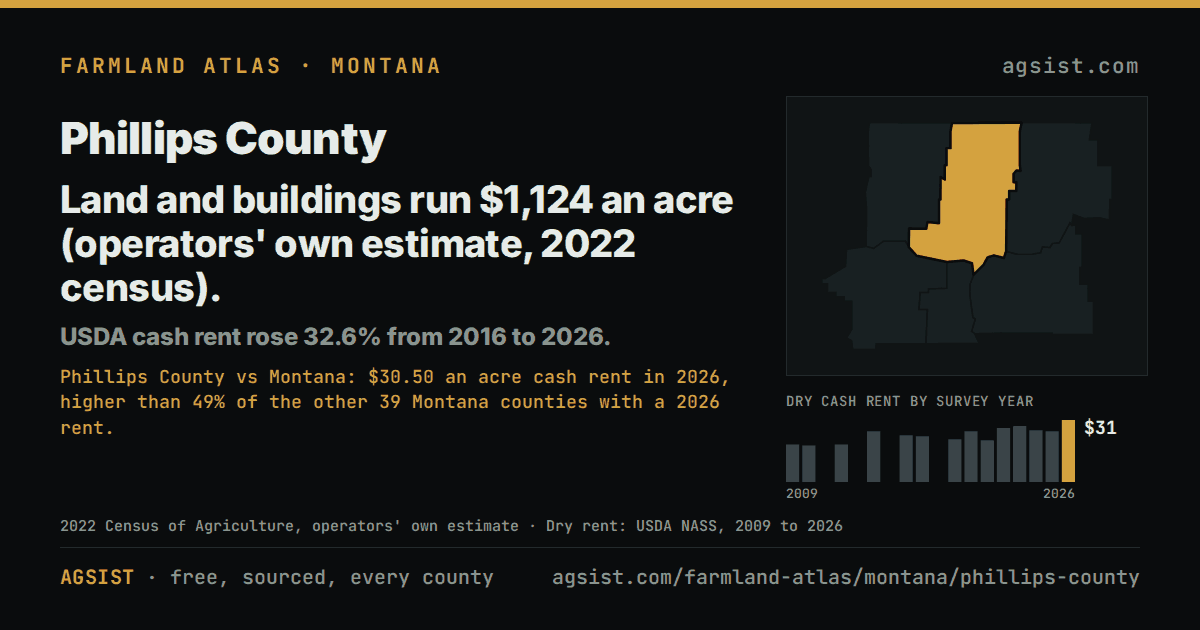 FARMLAND ATLAS · MONTANA
agsist.com
Phillips County
Land and buildings run $1,124 an acre
(operators' own estimate, 2022
census).
USDA cash rent rose 32.6% from 2016 to 2026.
Phillips County vs Montana: $30.50 an acre cash rent in 2026,
higher than 49% of the other 39 Montana counties with a 2026
rent.
DRY CASH RENT BY SURVEY YEAR
$31
2009
2026
2022 Census of Agriculture, operators' own estimate · Dry rent: USDA NASS, 2009 to 2026
AGSIST · free, sourced, every county
agsist.com/farmland-atlas/montana/phillips-county